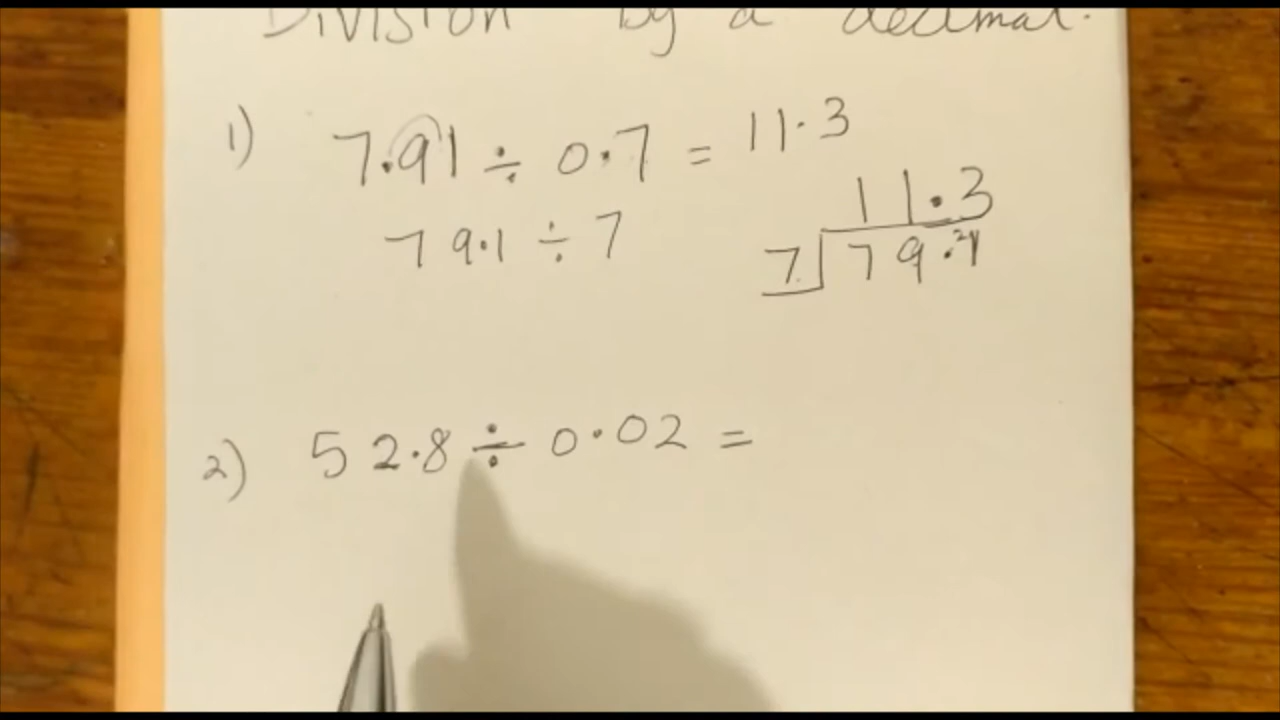 Division by a decimal.
1) 7.91 ÷ 0.7 = 11.3
79.1 ÷ 7
11.3
7 79.21
2) 52.8 ÷ 0.02 =